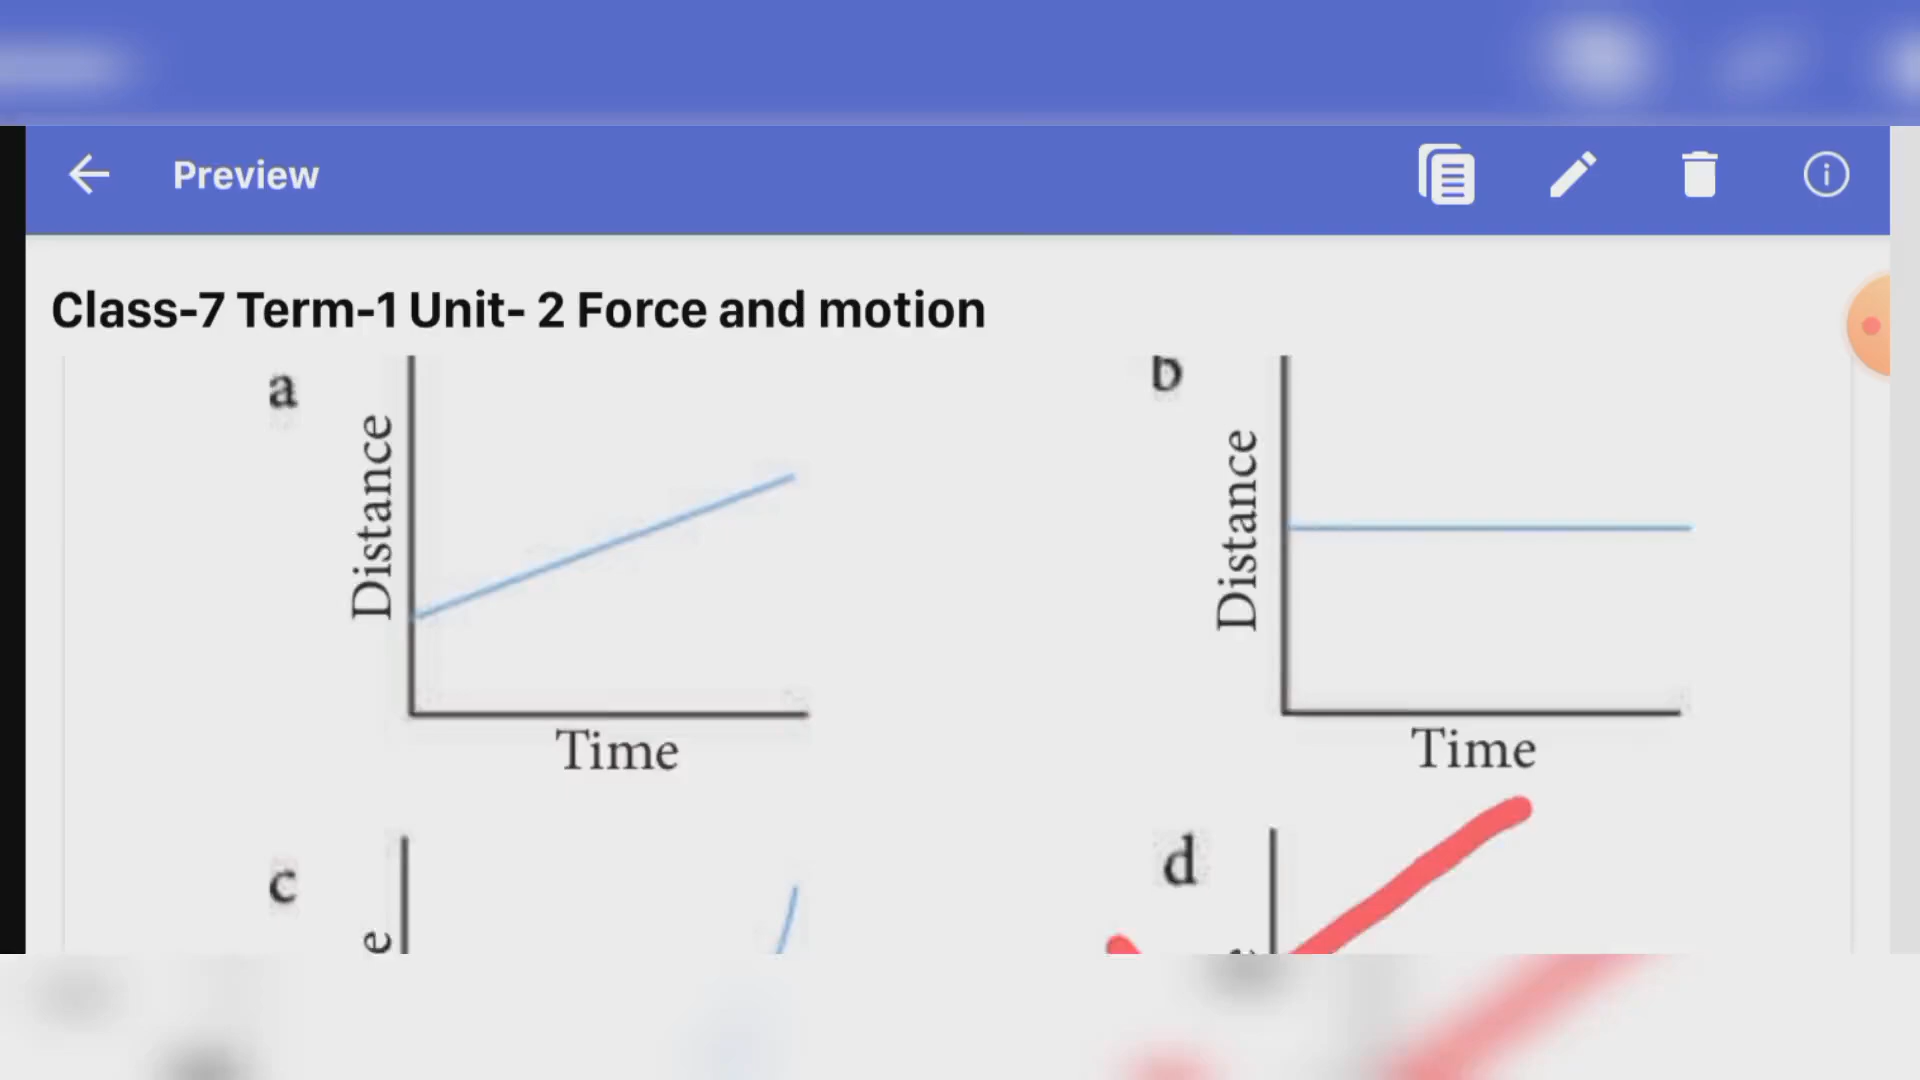 Preview
Class-7 Term-1 Unit- 2 Force and motion
a
Distance
Time
b
Distance
Time
c
e
d